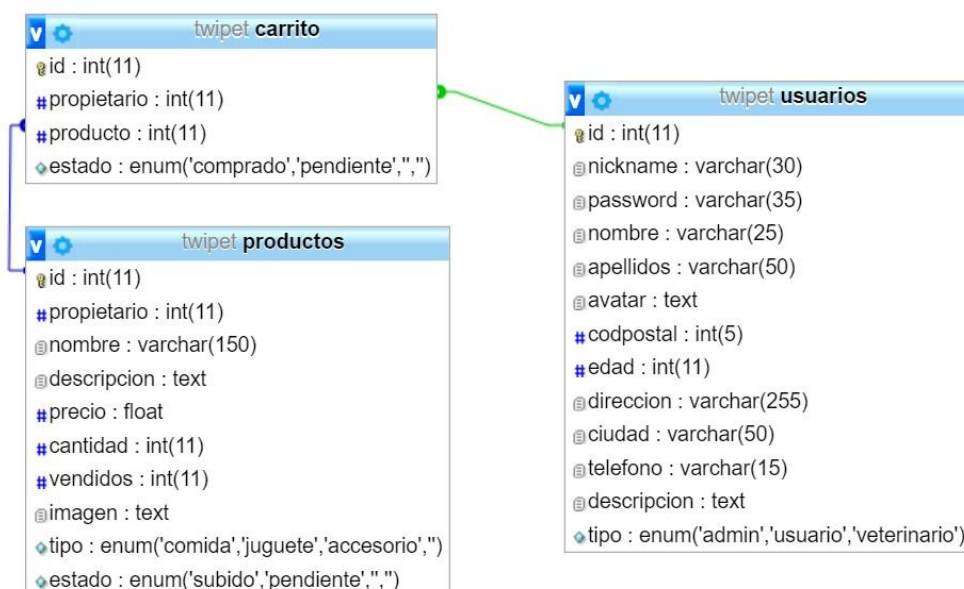 twipet carrito
id : int(11)
propietario : int(11)
producto : int(11)
estado : enum('comprado','pendiente','','')
twipet productos
id : int(11)
propietario : int(11)
nombre : varchar(150)
descripcion : text
precio : float
cantidad : int(11)
vendidos : int(11)
imagen : text
tipo : enum('comida','juguete','accesorio','')
estado : enum('subido','pendiente','','')
twipet usuarios
id : int(11)
nickname : varchar(30)
password : varchar(35)
nombre : varchar(25)
apellidos : varchar(50)
avatar : text
codpostal : int(5)
edad : int(11)
direccion : varchar(255)
ciudad : varchar(50)
telefono : varchar(15)
descripcion : text
tipo : enum('admin','usuario','veterinario')